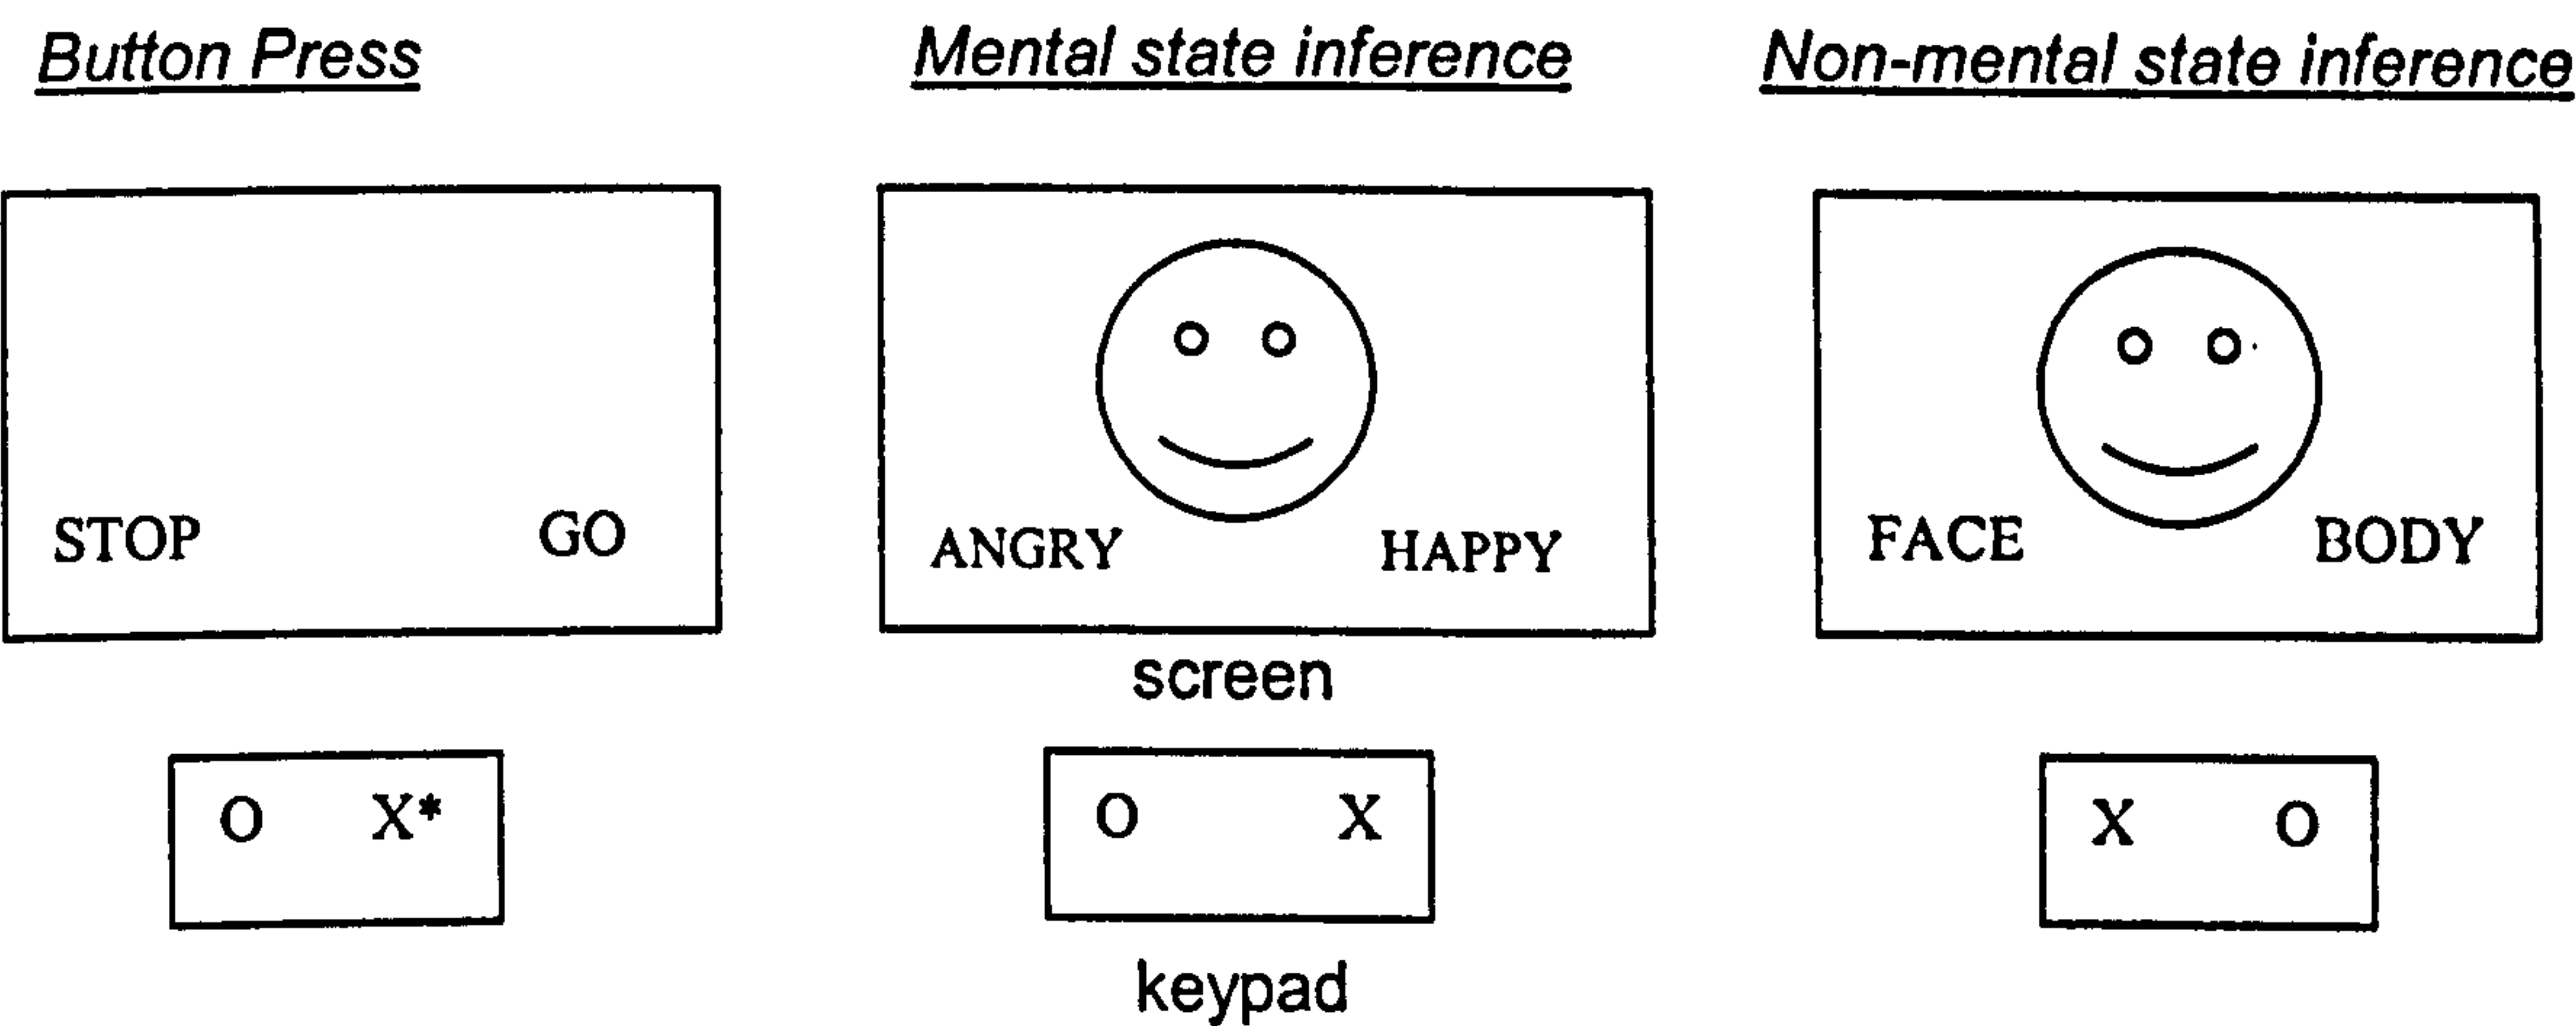 Button Press Mental state inference Non-mental state inference
STOP GO ANGRY HAPPY FACE BODY
screen
O X* O X X O
keypad